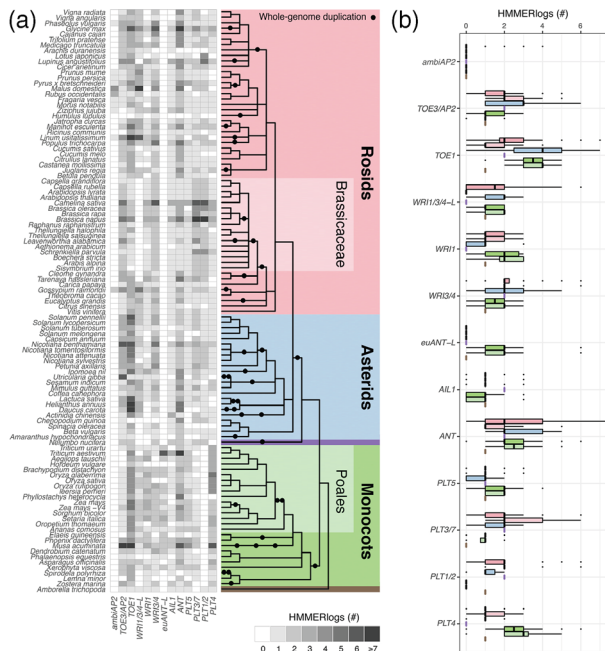 (a)
Whole-genome duplication
Vigna radiata
Vigna angularis
Phaseolus vulgaris
Glycine max
Cajanus cajan
Trifolium pratense
Medicago truncatula
Arachis duranensis
Lotus japonicus
Lupinus angustifolius
Cicer arietinum
Prunus mume
Prunus persica
Pyrus x bretschneideri
Malus domestica
Rubus occidentalis
Fragaria vesca
Morus notabilis
Ziziphus jujuba
Humulus lupulus
Jatropha curcas
Manihot esculenta
Ricinus communis
Linum usitatissimum
Populus trichocarpa
Cucumis sativus
Cucumis melo
Citrullus lanatus
Castanea mollissima
Juglans regia
Betula pendula
Capsella grandiflora
Capsella rubella
Arabidopsis lyrata
Arabidopsis thaliana
Camelina sativa
Brassica oleracea
Brassica rapa
Brassica napus
Raphanus raphanistrum
Thellungiella halophila
Thellungiella salsuginea
Leavenworthia alabamica
Aethionema arabicum
Schrenkiella parvula
Boechera stricta
Arabis alpina
Sisymbrium irio
Cleome gynandra
Tarenaya hassleriana
Carica papaya
Gossypium raimondii
Theobroma cacao
Eucalyptus grandis
Citrus sinensis
Vitis vinifera
Solanum pennellii
Solanum lycopersicum
Solanum tuberosum
Solanum melongena
Capsicum annuum
Nicotiana benthamiana
Nicotiana tomentosiformis
Nicotiana attenuata
Nicotiana sylvestris
Petunia axillaris
Ipomoea nil
Utricularia gibba
Sesamum indicum
Mimulus guttatus
Coffea canephora
Lactuca sativa
Helianthus annuus
Daucus carota
Actinidia chinensis
Chenopodium quinoa
Spinacia oleracea
Beta vulgaris
Amaranthus hypochondriacus
Nelumbo nucifera
Triticum urartu
Triticum aestivum
Aegilops tauschii
Hordeum vulgare
Brachypodium distachyon
Oryza glaberrima
Oryza sativa
Oryza rufipogon
Leersia perrieri
Phyllostachys heterocycla
Zea mays
Zea mays -V4
Sorghum bicolor
Setaria italica
Oropetium thomaeum
Ananas comosus
Elaeis guineensis
Phoenix dactylifera
Musa acuminata
Dendrobium catenatum
Phalaenopsis equestris
Asparagus officinalis
Xerophyta viscosa
Spirodela polyrhiza
Lemna minor
Zostera marina
Amborella trichopoda
Rosids
Brassicaceae
Asterids
Monocots
Poales
ambiAP2
TOE3/AP2
TOE1
WRI1/3/4-L
WRI1
WRI3/4
euANT-L
AIL1
ANT
PLT5
PLT3/7
PLT1/2
PLT4
HMMERlogs (#)
0 1 2 3 4 5 6 >7
(b)
HMMERlogs (#)
0 2 4 6
ambiAP2
TOE3/AP2
TOE1
WRI1/3/4-L
WRI1
WRI3/4
euANT-L
AIL1
ANT
PLT5
PLT3/7
PLT1/2
PLT4
0 2 4 6